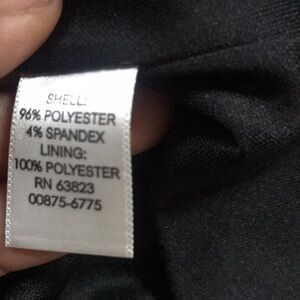 SHELL:
96% POLYESTER
4% SPANDEX
LINING:
100% POLYESTER
RN 63823
00875-6775